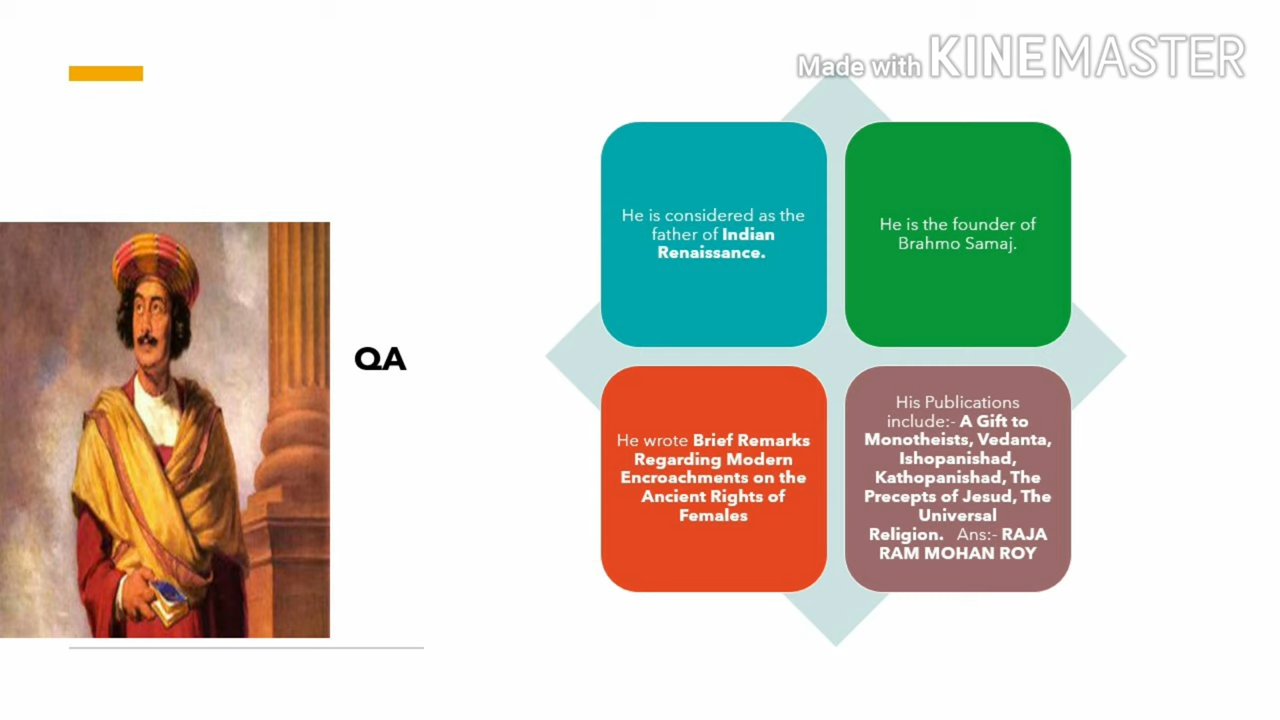 Made with KINEMASTER
QA
He is considered as the
father of Indian
Renaissance.
He is the founder of
Brahmo Samaj.
He wrote Brief Remarks
Regarding Modern
Encroachments on the
Ancient Rights of
Females
His Publications
include:- A Gift to
Monotheists, Vedanta,
Ishopanishad,
Kathopanishad, The
Precepts of Jesud, The
Universal
Religion. Ans:- RAJA
RAM MOHAN ROY